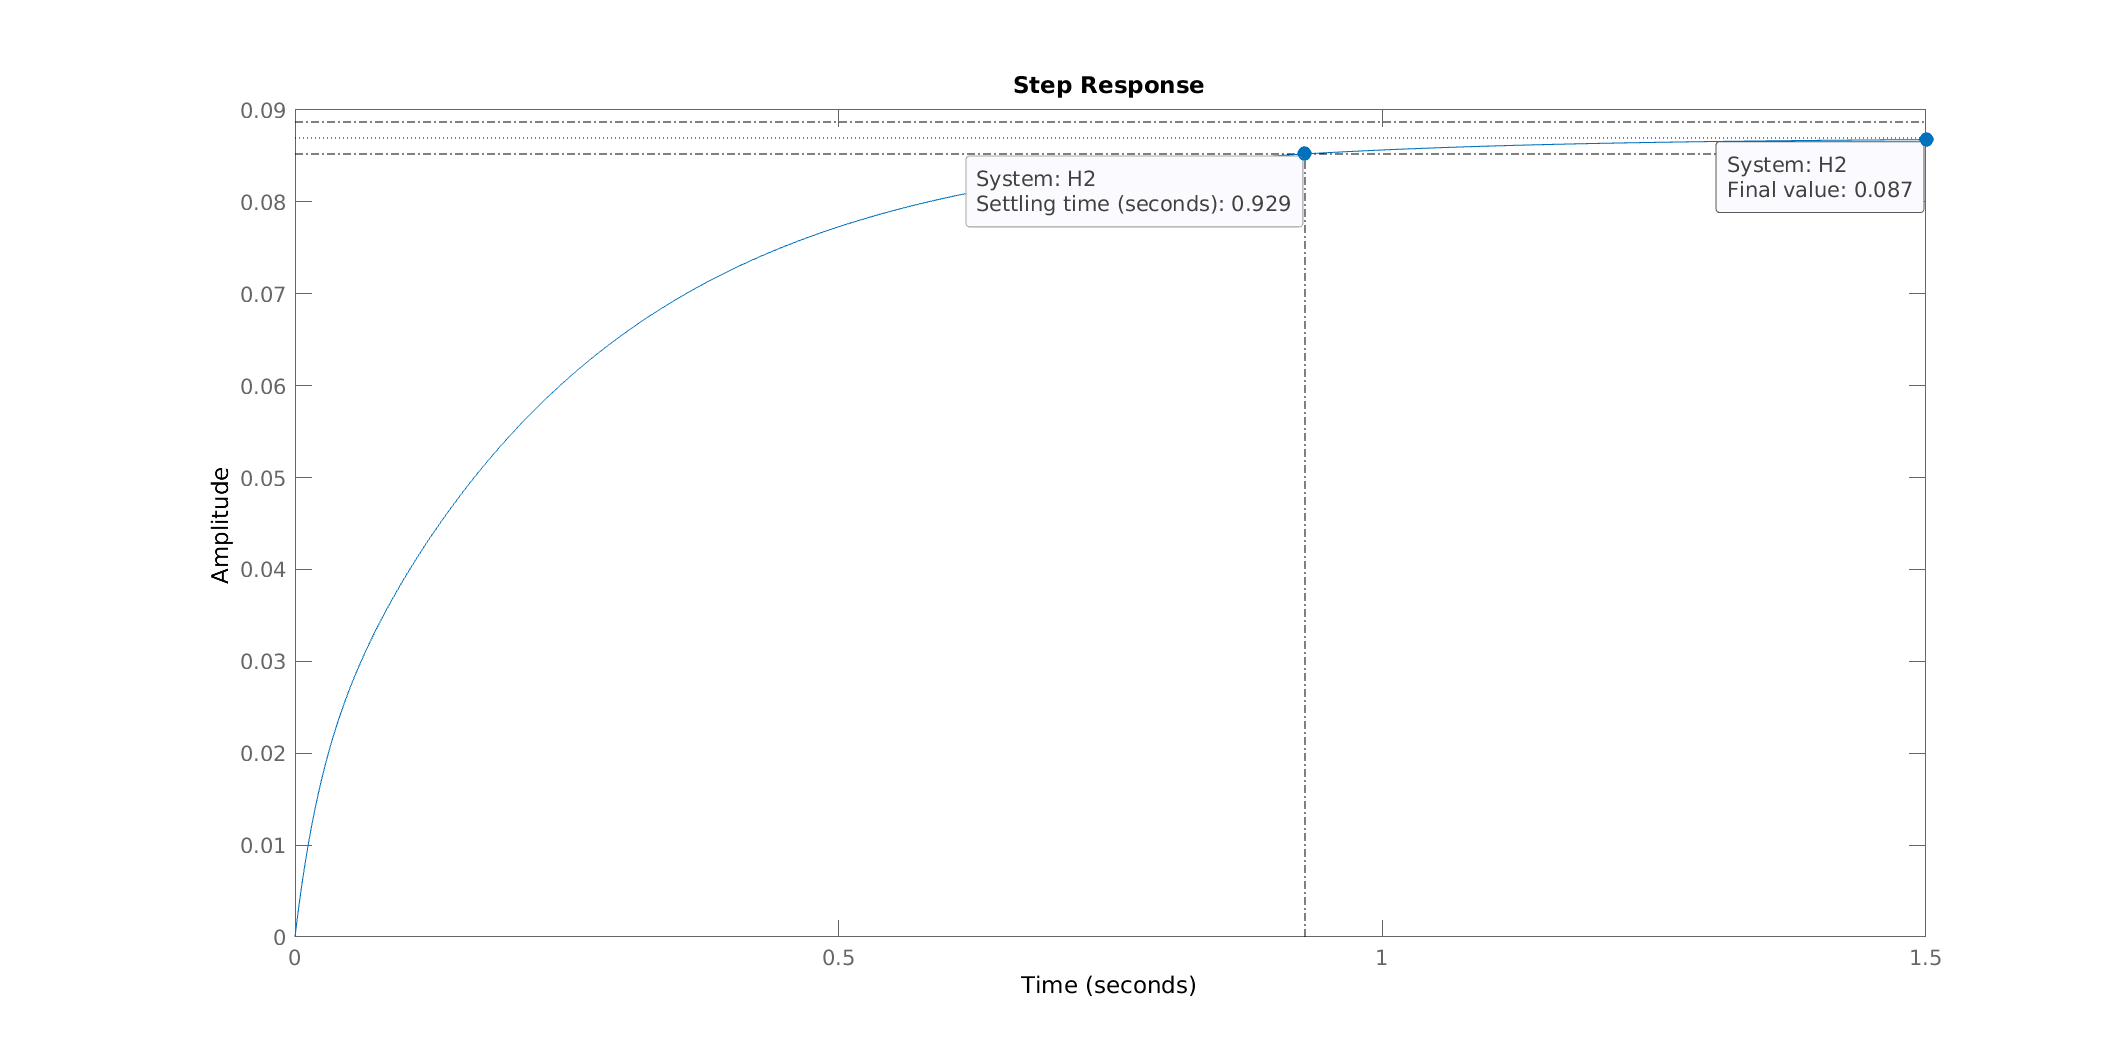 Step Response
0.09
0.08
0.07
0.06
0.05
0.04
0.03
0.02
0.01
0
Amplitude
System: H2
Settling time (seconds): 0.929
System: H2
Final value: 0.087
0
0.5
1
1.5
Time (seconds)